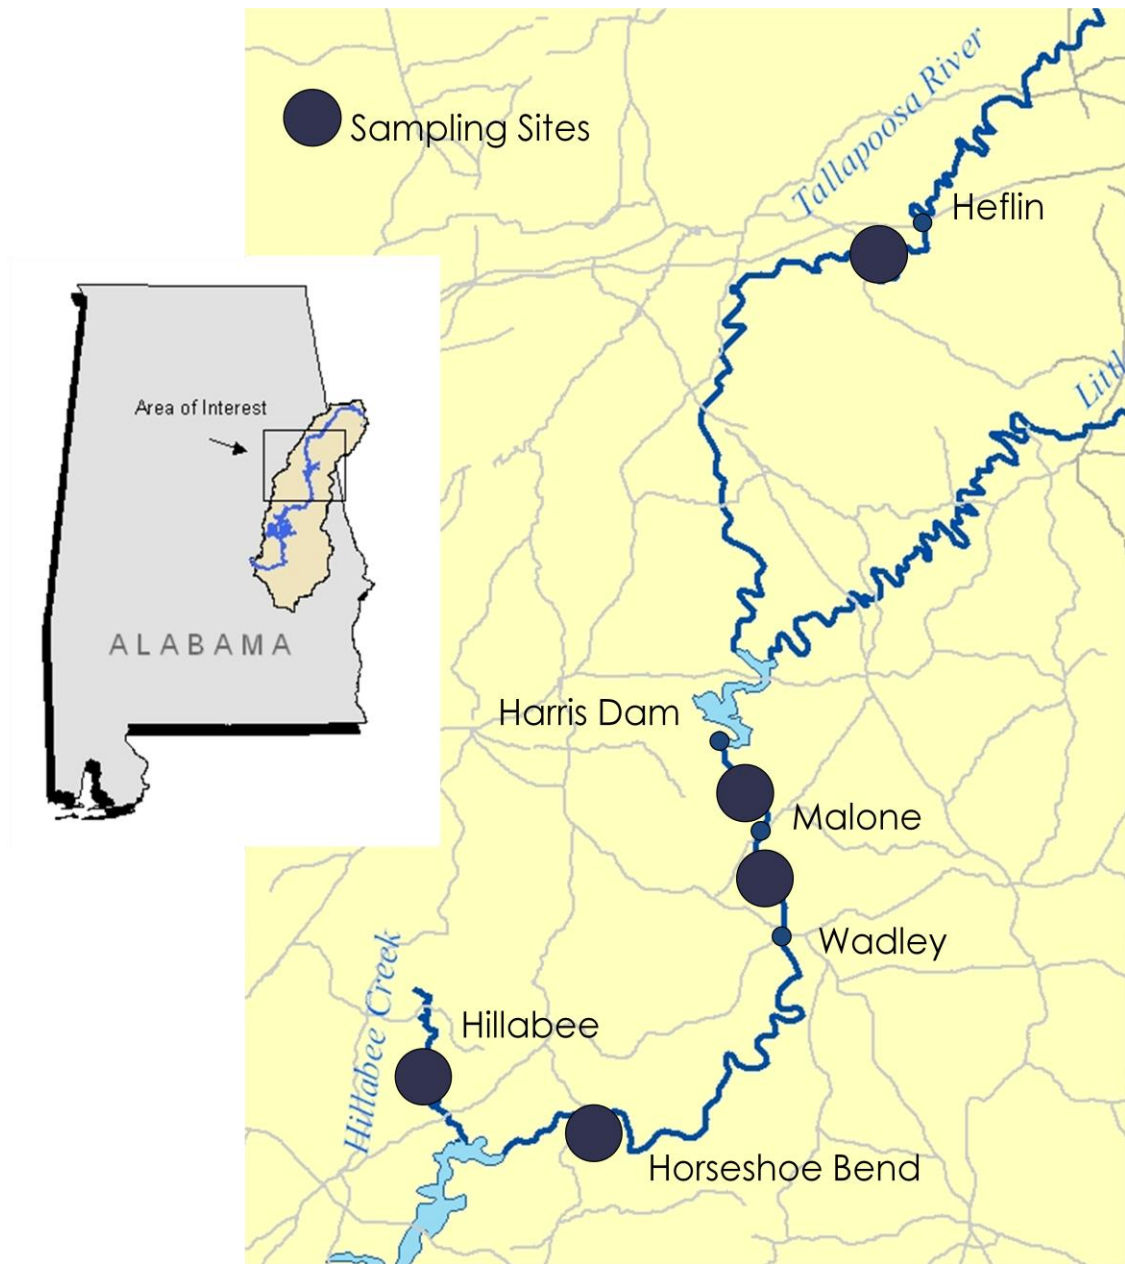 Sampling Sites
Tallapoosa River
Heflin
Area of Interest
ALABAMA
Harris Dam
Malone
Wadley
Hillabee Creek
Hillabee
Horseshoe Bend